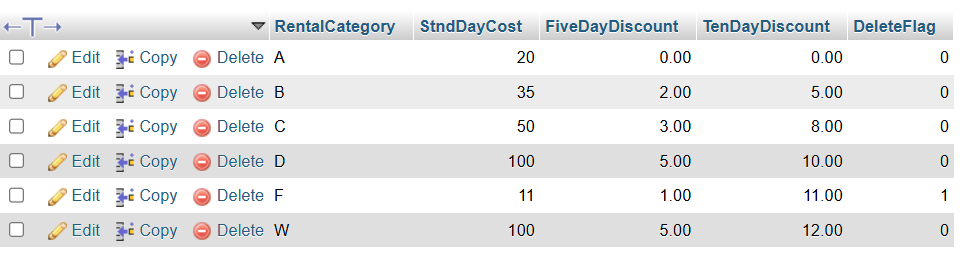 RentalCategory StndDayCost FiveDayDiscount TenDayDiscount DeleteFlag
Edit Copy Delete A 20 0.00 0.00 0
Edit Copy Delete B 35 2.00 5.00 0
Edit Copy Delete C 50 3.00 8.00 0
Edit Copy Delete D 100 5.00 10.00 0
Edit Copy Delete F 11 1.00 11.00 1
Edit Copy Delete W 100 5.00 12.00 0